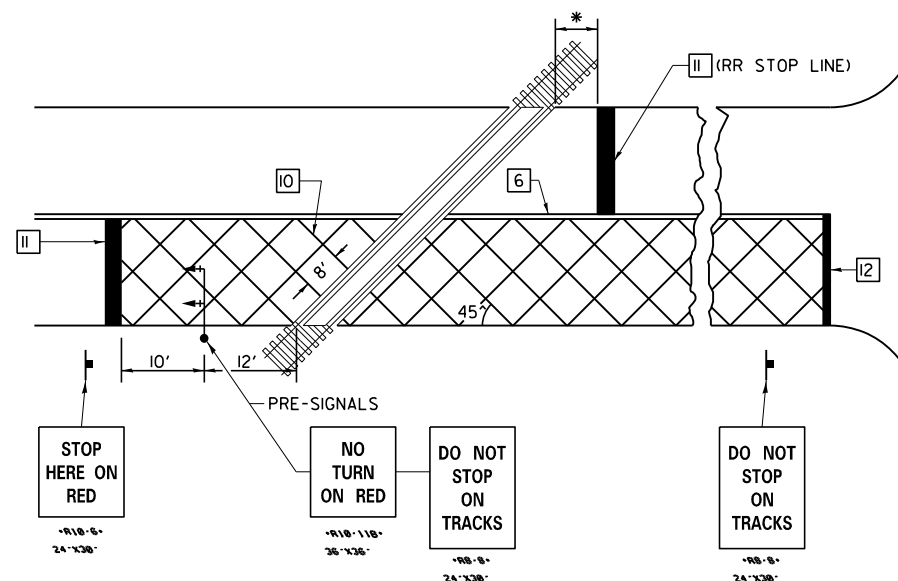 *
11 (RR STOP LINE)
10
6
11
8'
12
45°
10'
12'
PRE-SIGNALS
STOP
HERE ON
RED
NO
TURN
ON RED
DO NOT
STOP
ON
TRACKS
DO NOT
STOP
ON
TRACKS
"R10-6"
24"X30"
"R10-11B"
36"X36"
"R8-8"
24"X30"
"R8-8"
24"X30"